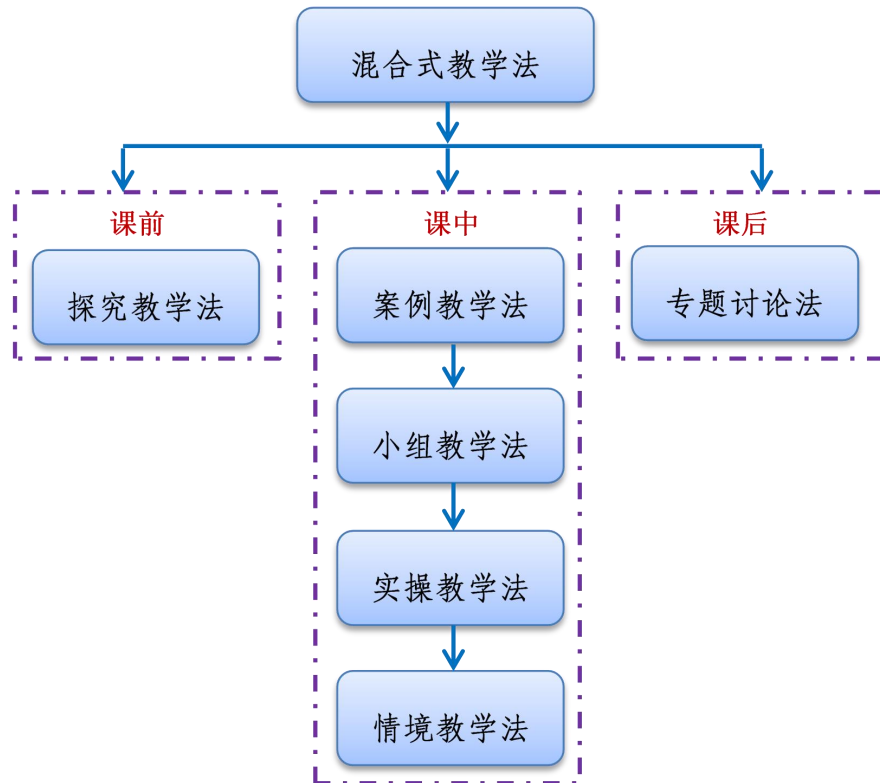 混合式教学法
课前
探究教学法
课中
案例教学法
小组教学法
实操教学法
情境教学法
课后
专题讨论法